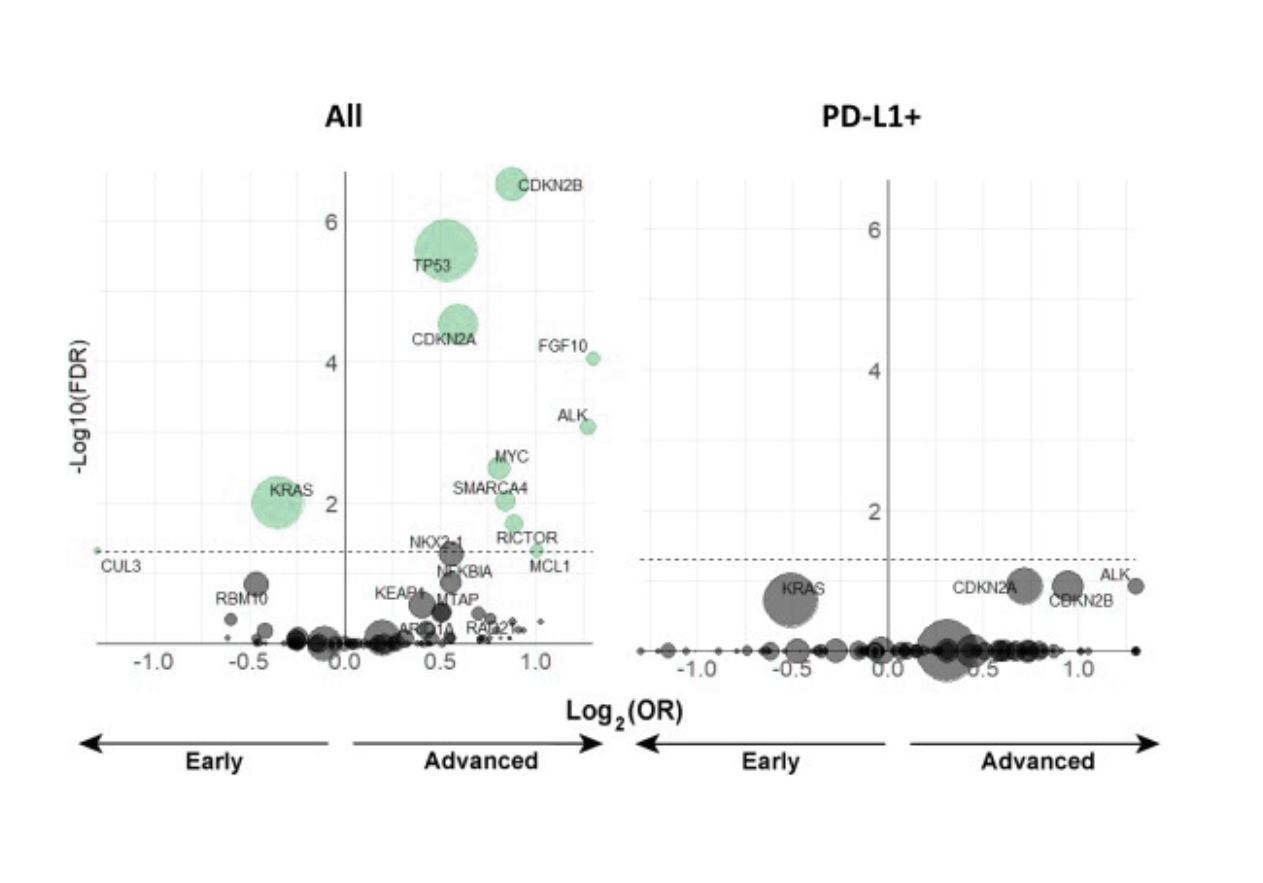 All
PD-L1+
-Log10(FDR)
6
4
2
CDKN2B
TP53
CDKN2A
FGF10
ALK
MYC
SMARCA4
KRAS
RICTOR
NKX2-1
MCL1
CUL3
NFKBIA
RBM10
KEAP1
MTAP
ARID1A
RAD21
-1.0
-0.5
0.0
0.5
1.0
6
4
2
KRAS
CDKN2A
ALK
CDKN2B
-1.0
-0.5
0.0
0.5
1.0
Log2(OR)
Early
Advanced
Early
Advanced